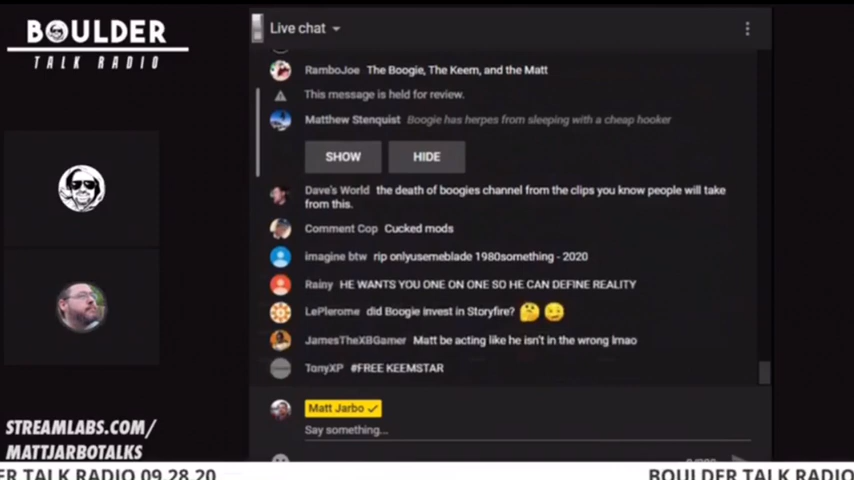 BOULDER
TALK RADIO
Live chat
RamboJoe The Boogie, The Keem, and the Matt
This message is held for review.
Matthew Stenquist Boogie has herpes from sleeping with a cheap hooker
SHOW HIDE
Dave's World the death of boogies channel from the clips you know people will take
from this.
Comment Cop Cucked mods
imagine btw rip onlyusemeblade 1980something - 2020
Rainy HE WANTS YOU ONE ON ONE SO HE CAN DEFINE REALITY
LePlerome did Boogie invest in Storyfire? 🤔 😏
JamesTheXBGamer Matt be acting like he isn't in the wrong lmao
TonyXP #FREE KEEMSTAR
Matt Jarbo ✓
Say something...
STREAMLABS.COM/
MATTJARBOTALKS
ER TALK RADIO 09.28.20 BOULDER TALK RADIO